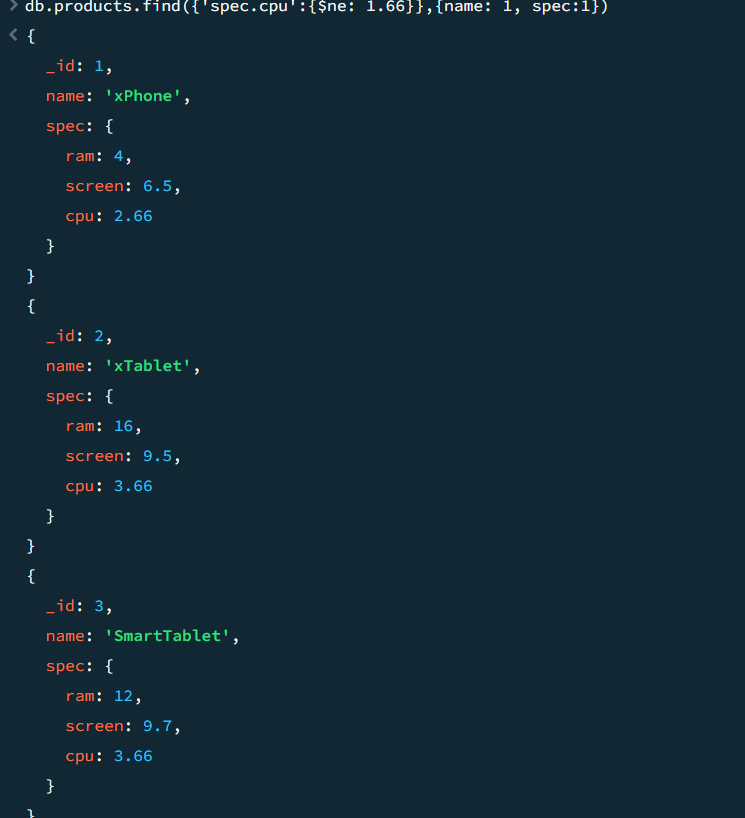 > db.products.find({'spec.cpu':{$ne: 1.66}},{name: 1, spec:1})
< {
_id: 1,
name: 'xPhone',
spec: {
ram: 4,
screen: 6.5,
cpu: 2.66
}
}
{
_id: 2,
name: 'xTablet',
spec: {
ram: 16,
screen: 9.5,
cpu: 3.66
}
}
{
_id: 3,
name: 'SmartTablet',
spec: {
ram: 12,
screen: 9.7,
cpu: 3.66
}
}